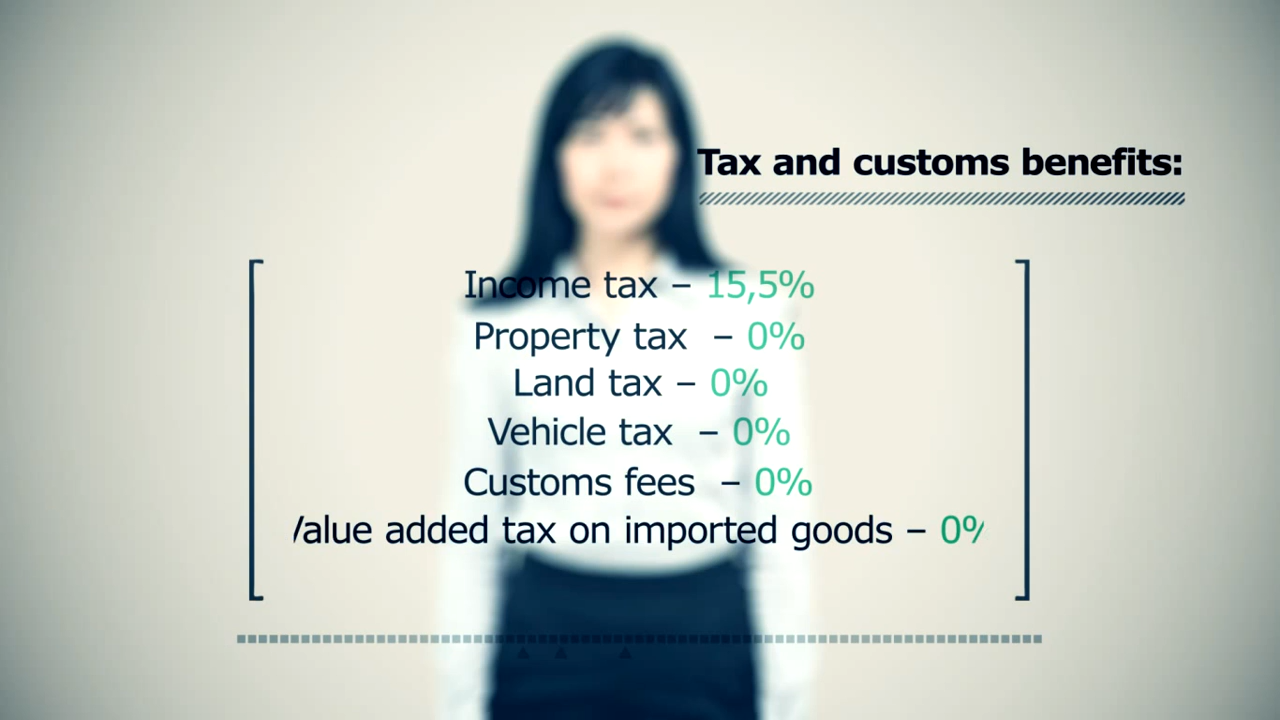 Tax and customs benefits:
Income tax – 15,5%
Property tax – 0%
Land tax – 0%
Vehicle tax – 0%
Customs fees – 0%
Value added tax on imported goods – 0%